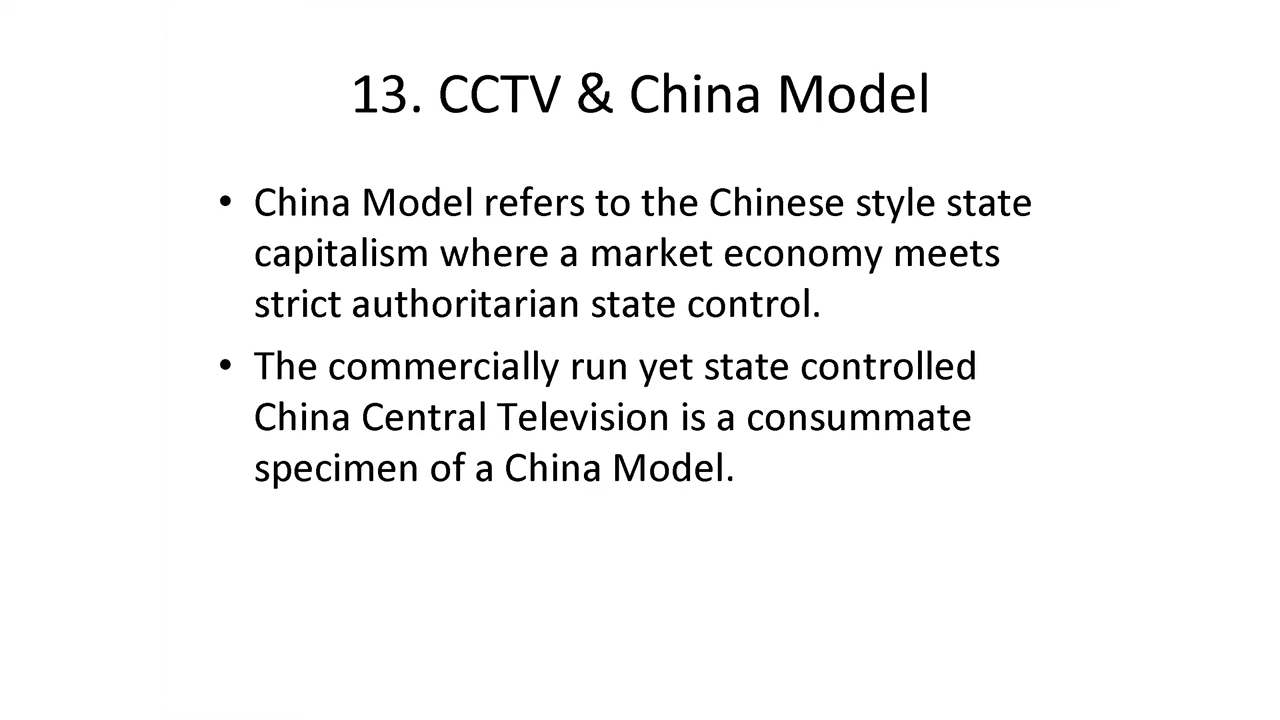 13. CCTV & China Model
• China Model refers to the Chinese style state
capitalism where a market economy meets
strict authoritarian state control.
• The commercially run yet state controlled
China Central Television is a consummate
specimen of a China Model.